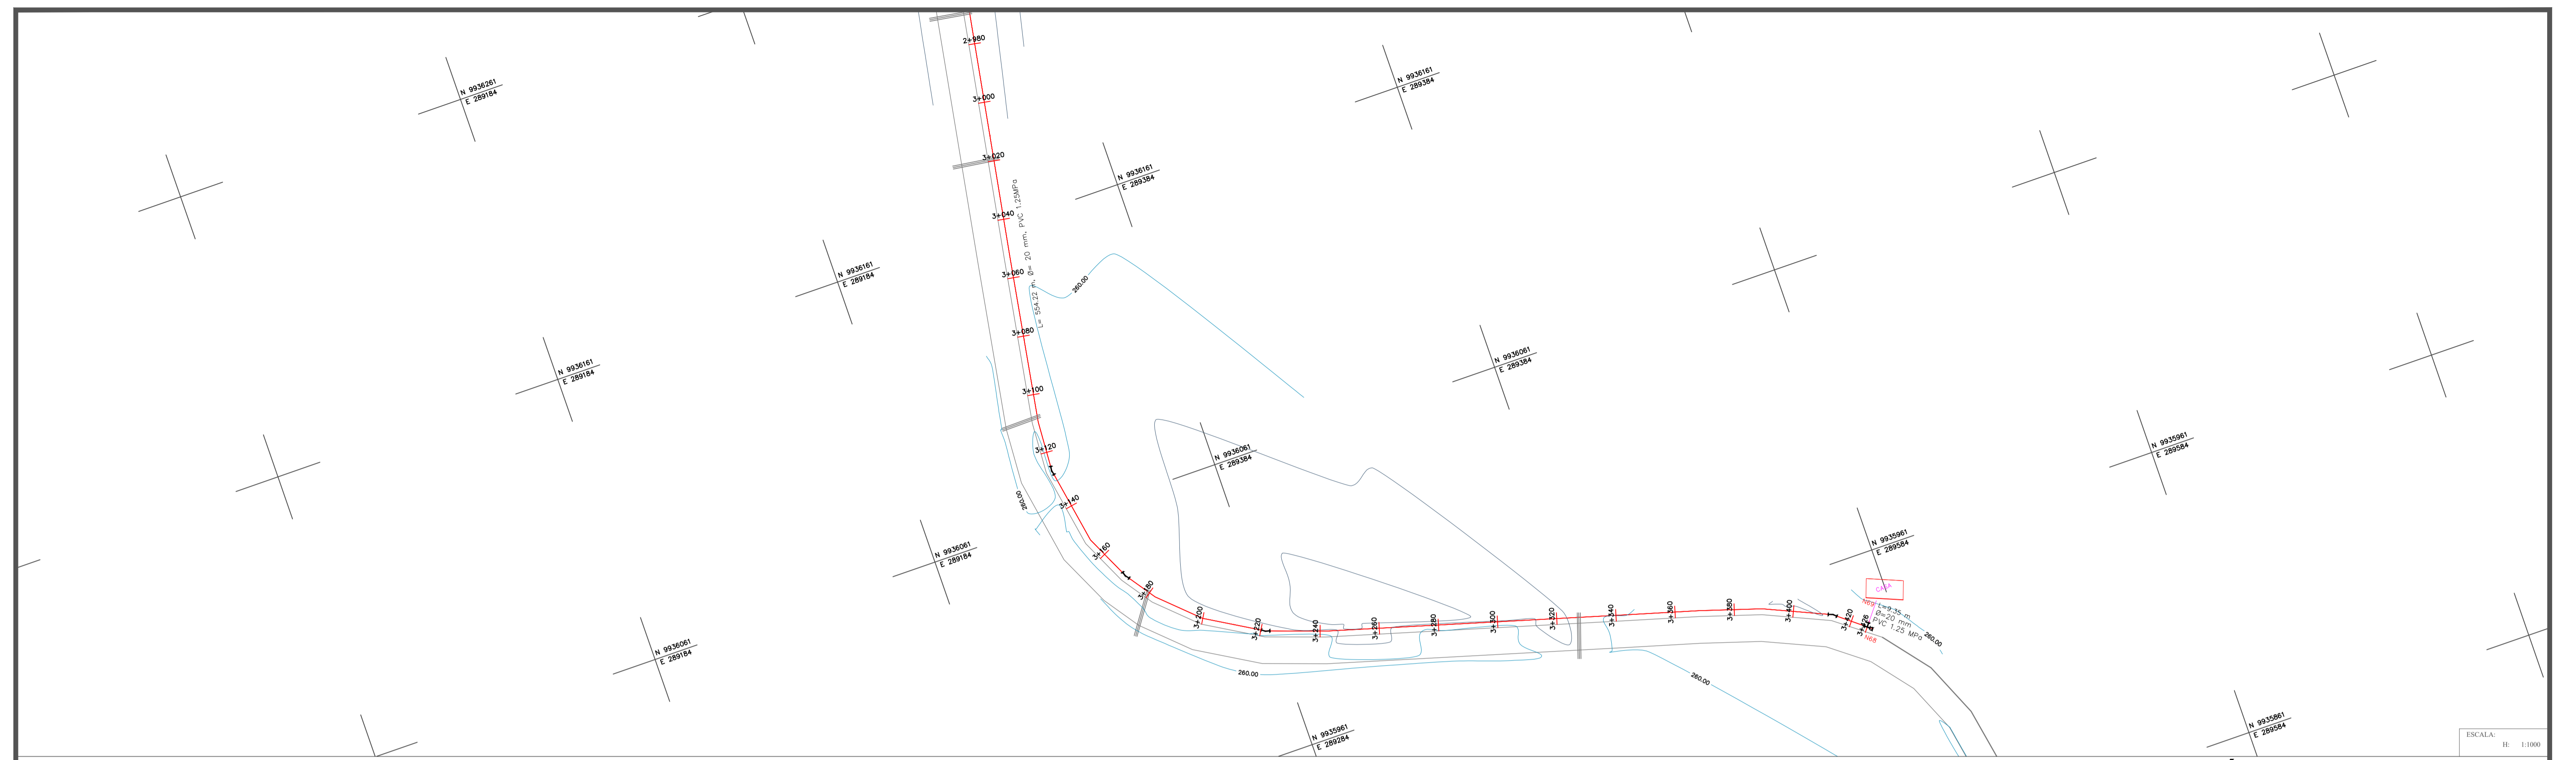 2+980
3+000
3+020
3+040
3+060
3+080
3+100
3+120
3+140
3+160
3+180
3+200
3+220
3+240
3+260
3+280
3+300
3+320
3+340
3+360
3+380
3+400
3+420
3+426
L= 554.22 m, Ø= 20 mm, PVC 1.25MPa
N 9936261
E 289184
N 9936161
E 289384
N 9936161
E 289384
N 9936161
E 289184
N 9936161
E 289184
N 9936061
E 289384
N 9936061
E 289384
N 9936061
E 289184
N 9936061
E 289184
N 9935961
E 289584
N 9935961
E 289584
N 9935961
E 289284
N 9935861
E 289584
260.00
260.00
260.00
260.00
260.00
CASA
N69
L=9.35 m
Ø=20 mm
PVC 1.25 MPa
N68
ESCALA:
H: 1:1000